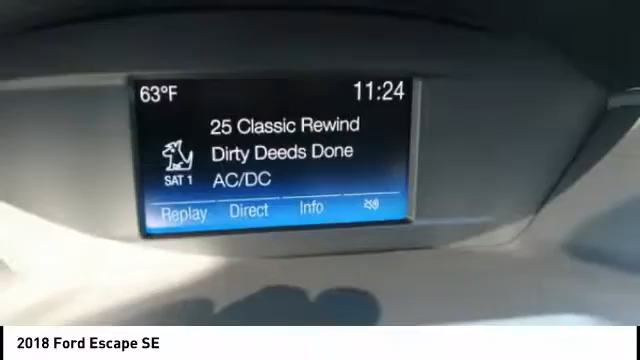 63°F 11:24
25 Classic Rewind
Dirty Deeds Done
SAT 1 AC/DC
Replay Direct Info
2018 Ford Escape SE